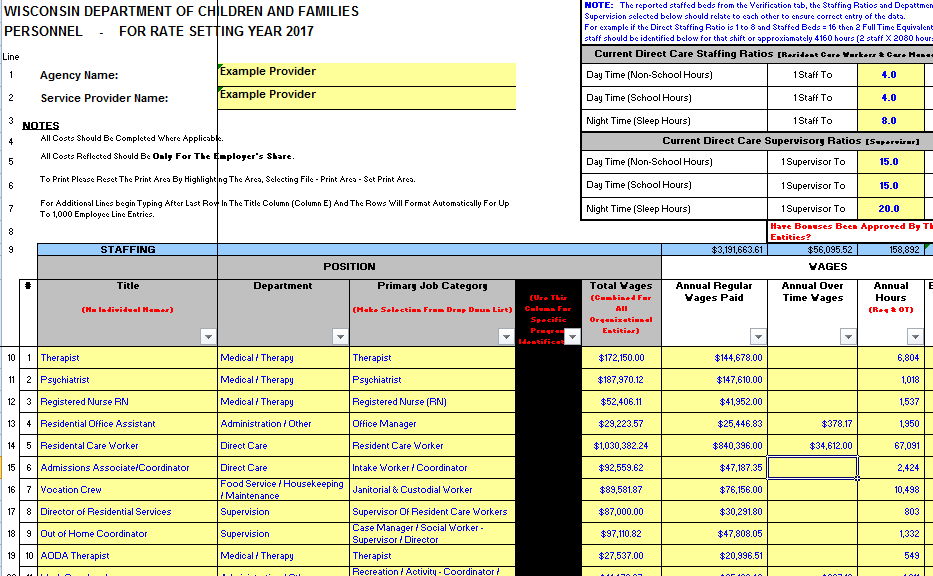 WISCONSIN DEPARTMENT OF CHILDREN AND FAMILIES
PERSONNEL - FOR RATE SETTING YEAR 2017
NOTE: The reported staffed beds from the Verification tab, the Staffing Ratios and
Supervision selected below should relate to each other to ensure correct entry of the data.
For example if the Direct Staffing Ratio is 1 to 8 and Staffed Beds = 16 then 2 Full Time
staff should be identified below for that shift or approxiamately 4160 hours (2 staff X 2080
Line
1 Agency Name: Example Provider
2 Service Provider Name: Example Provider
Current Direct Care Staffing Ratios [Resident Care Workers & Case
Day Time (Non-School Hours) 1 Staff To 4.0
Day Time (School Hours) 1 Staff To 4.0
Night Time (Sleep Hours) 1 Staff To 8.0
Current Direct Care Supervisory Ratios [Supervisor]
Day Time (Non-School Hours) 1 Supervisor To 15.0
Day Time (School Hours) 1 Supervisor To 15.0
Night Time (Sleep Hours) 1 Supervisor To 20.0
Have Bonuses Been Approved By
Entities?
3 NOTES
4 All Costs Should Be Completed Where Applicable.
5 All Costs Reflected Should Be Only For The Employer's Share.
6 To Print Please Reset The Print Area By Highlighting The Area, Selecting File - Print Area - Set Print Area.
7 For Additional Lines begin Typing After Last Row In The Title Column (Column E) And The Rows Will Format Automatically For Up
To 1,000 Employee Line Entries.
8
9 STAFFING $3,191,663.61 $56,095.52 158,892
POSITION WAGES
# Title Department Primary Job Category Total Wages Annual Regular Annual Over Annual
Wages Paid Time Wages Hours
(No Individual Names) (Make Selection From Drop Down List) (Use This (Combined For (Reg & OT)
Column For All
Specific Organizational
Program Entities)
10 1 Therapist Medical / Therapy Therapist $172,150.00 $144,678.00 6,804
11 2 Psychiatrist Medical / Therapy Psychiatrist $187,970.12 $147,610.00 1,018
12 3 Registered Nurse RN Medical / Therapy Registered Nurse (RN) $52,406.11 $41,952.00 1,537
13 4 Residential Office Assistant Administration / Other Office Manager $29,223.57 $25,446.83 $378.17 1,950
14 5 Residental Care Worker Direct Care Resident Care Worker $1,030,382.24 $840,396.00 $34,612.00 67,091
15 6 Admissions Associate/Coordinator Direct Care Intake Worker / Coordinator $92,559.62 $47,187.35 2,424
16 7 Vocation Crew Food Service / Housekeeping / Maintenance Janitorial & Custodial Worker $89,581.87 $76,156.00 10,498
17 8 Director of Residential Services Supervision Supervisor Of Resident Care Workers $87,000.00 $30,291.80 803
18 9 Out of Home Coordinator Supervision Case Manager / Social Worker - Supervisor / Director $97,110.82 $47,808.05 1,332
19 10 AODA Therapist Medical / Therapy Therapist $27,537.00 $20,996.51 549
Recreation / Activity - Coordinator /